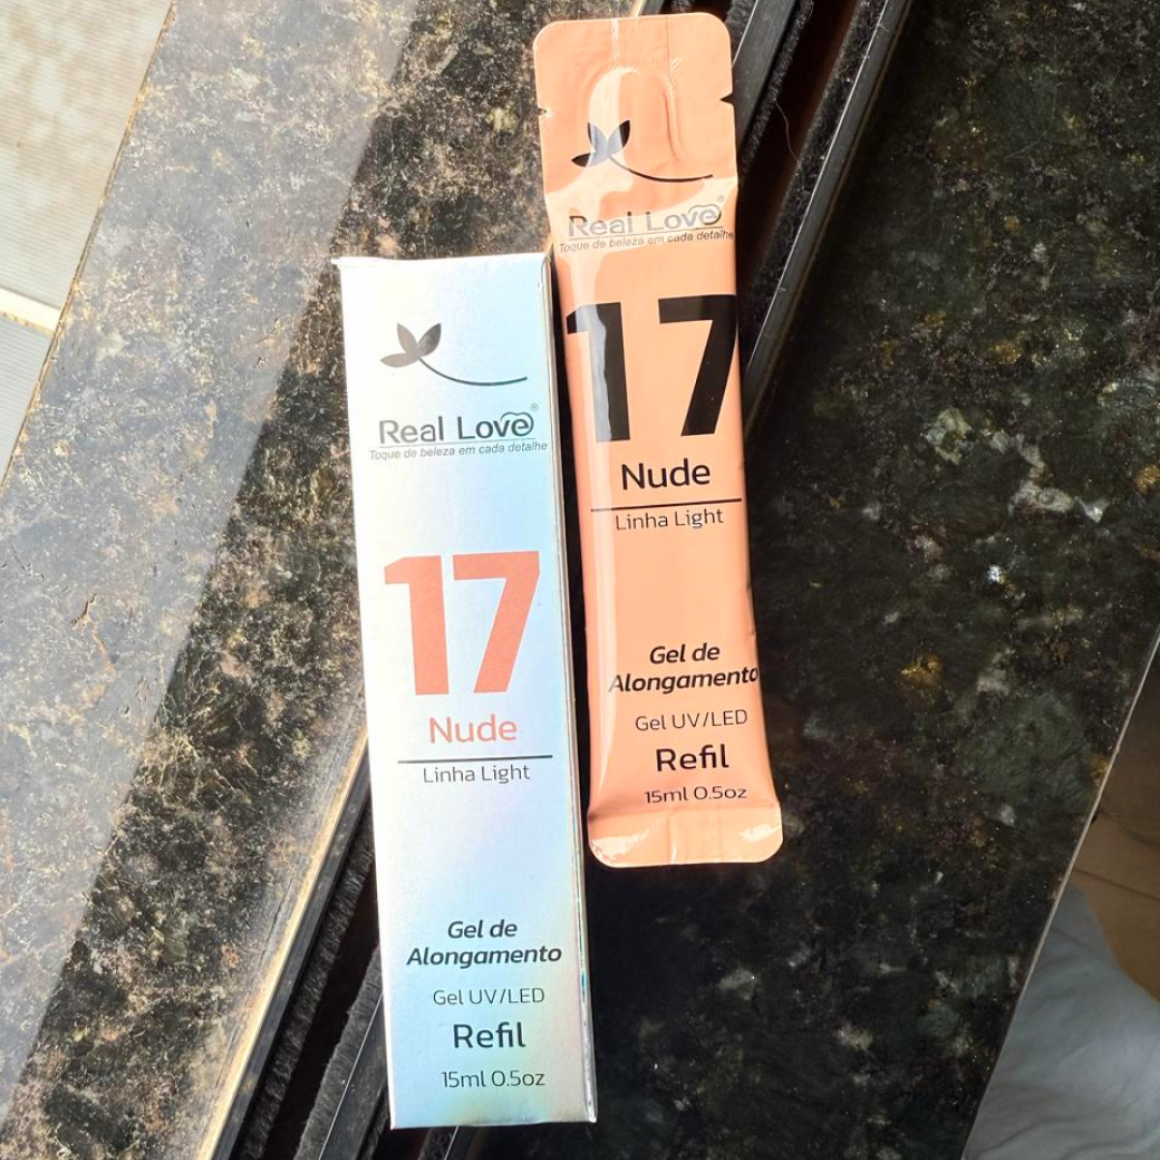 Real Love®
Toque de beleza em cada detalhe
17
Nude
Linha Light
Gel de
Alongamento
Gel UV/LED
Refil
15ml 0.5oz
Real Love®
Toque de beleza em cada detalhe
17
Nude
Linha Light
Gel de
Alongamento
Gel UV/LED
Refil
15ml 0.5oz